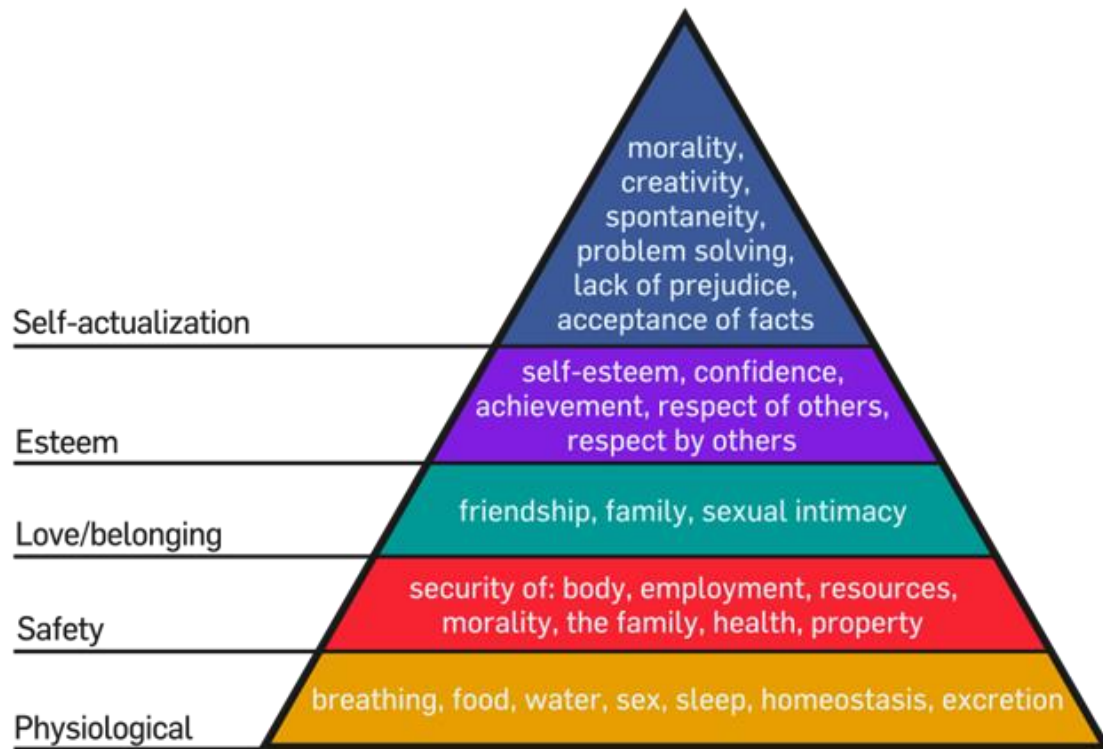 morality,
creativity,
spontaneity,
problem solving,
lack of prejudice,
acceptance of facts
Self-actualization
self-esteem, confidence,
achievement, respect of others,
respect by others
Esteem
friendship, family, sexual intimacy
Love/belonging
security of: body, employment, resources,
morality, the family, health, property
Safety
breathing, food, water, sex, sleep, homeostasis, excretion
Physiological